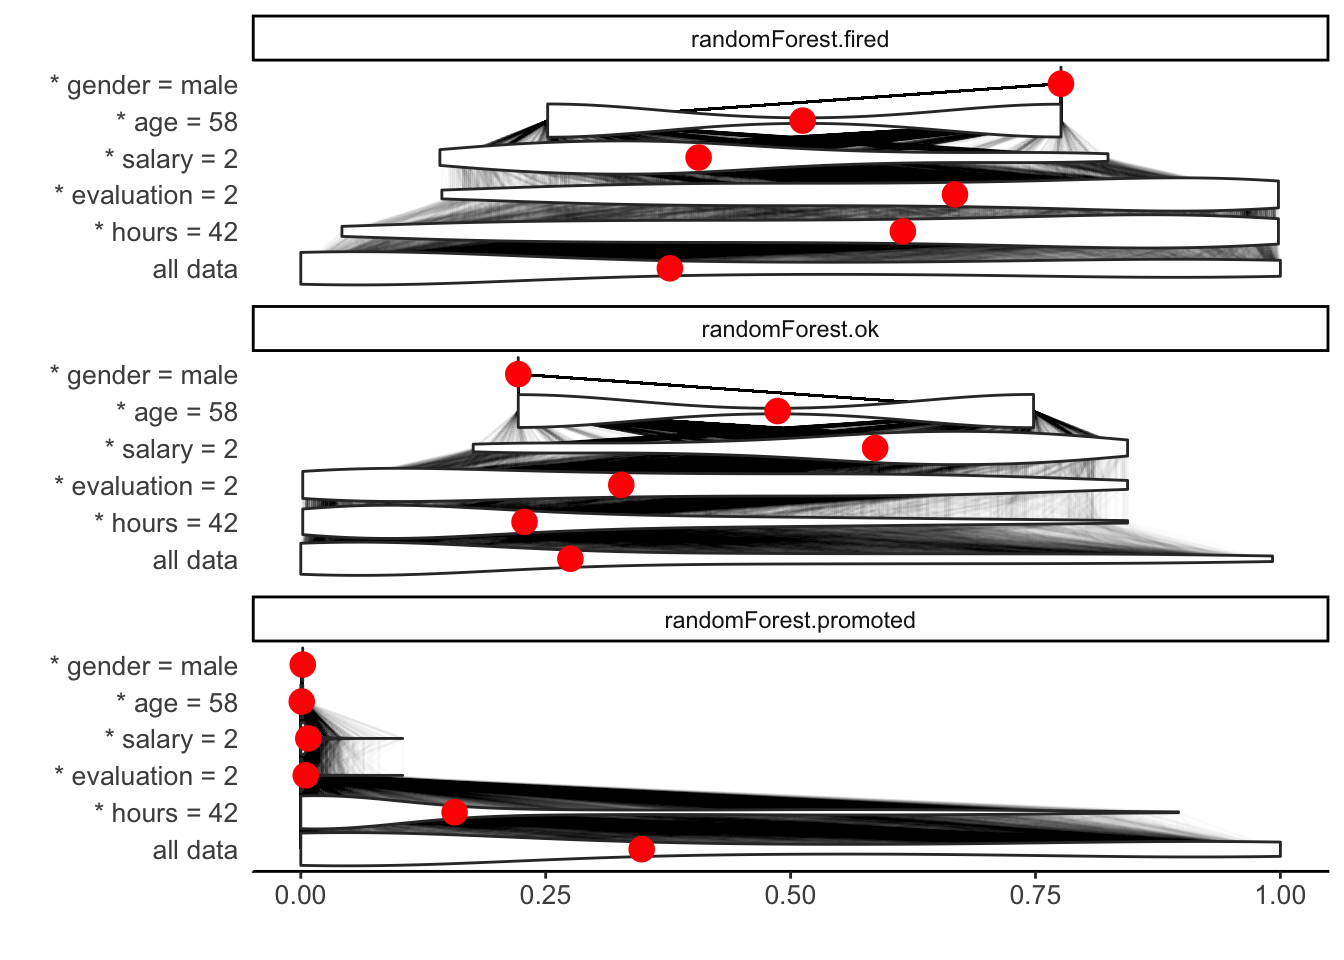 randomForest.fired
* gender = male
* age = 58
* salary = 2
* evaluation = 2
* hours = 42
all data
randomForest.ok
* gender = male
* age = 58
* salary = 2
* evaluation = 2
* hours = 42
all data
randomForest.promoted
* gender = male
* age = 58
* salary = 2
* evaluation = 2
* hours = 42
all data
0.00 0.25 0.50 0.75 1.00